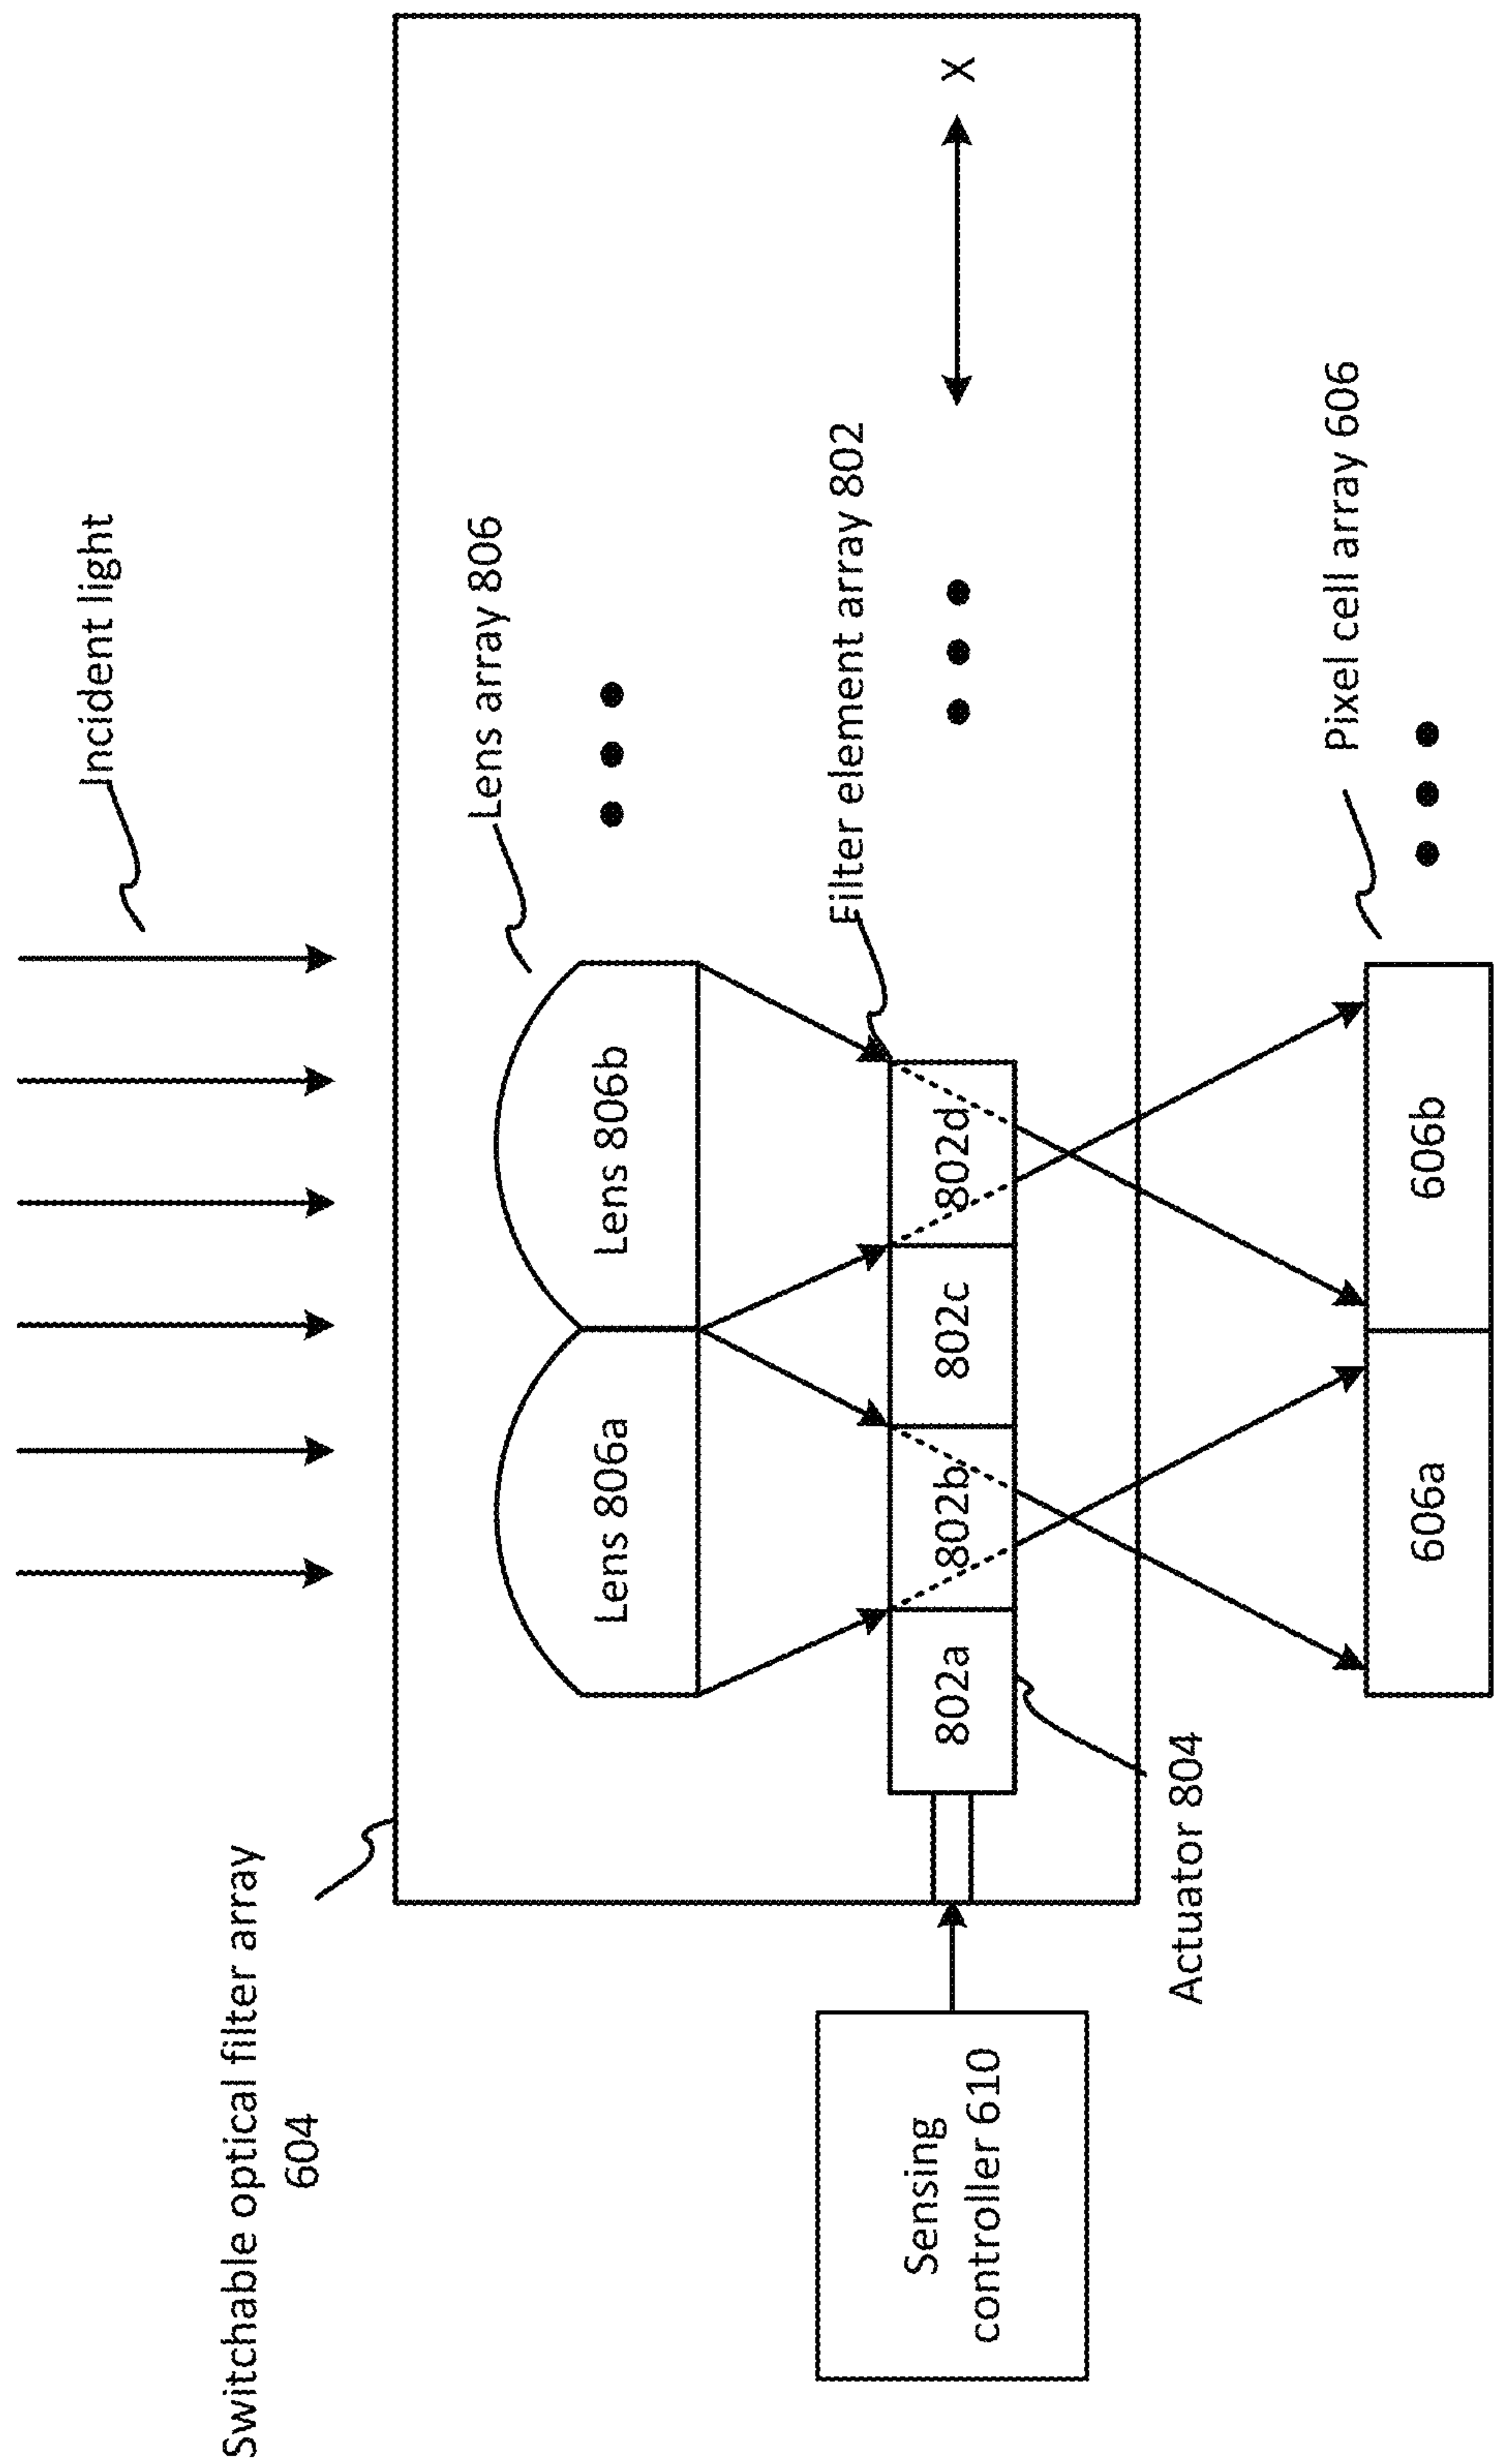 Incident light
Switchable optical filter array
604
Lens array 806
Lens 806a
Lens 806b
Filter element array 802
802a
802b
802c
802d
X
Sensing
controller 610
Actuator 804
Pixel cell array 606
606a
606b